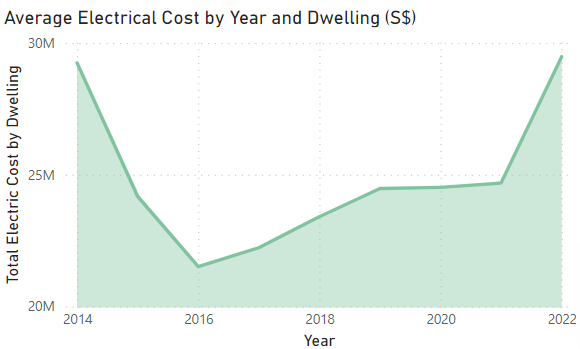 Average Electrical Cost by Year and Dwelling (S$)
30M
25M
20M
Total Electric Cost by Dwelling
2014 2016 2018 2020 2022
Year